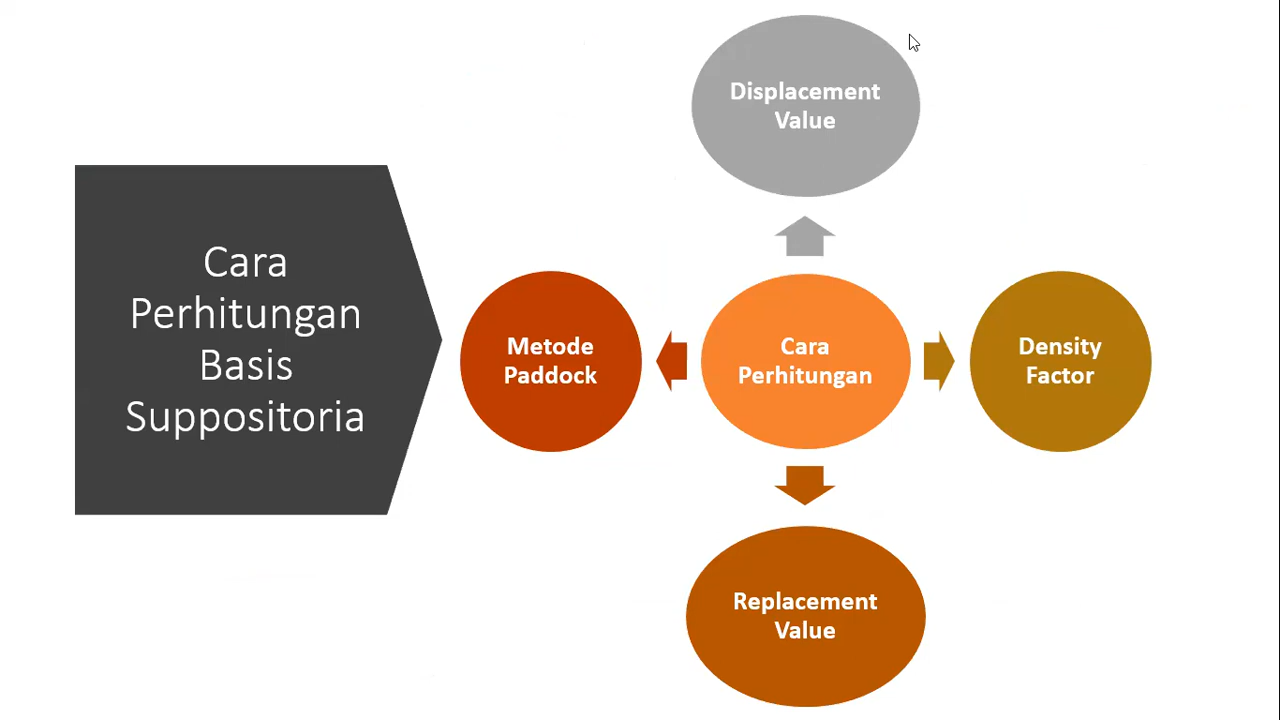 Cara
Perhitungan
Basis
Suppositoria
Displacement
Value
Metode
Paddock
Cara
Perhitungan
Density
Factor
Replacement
Value